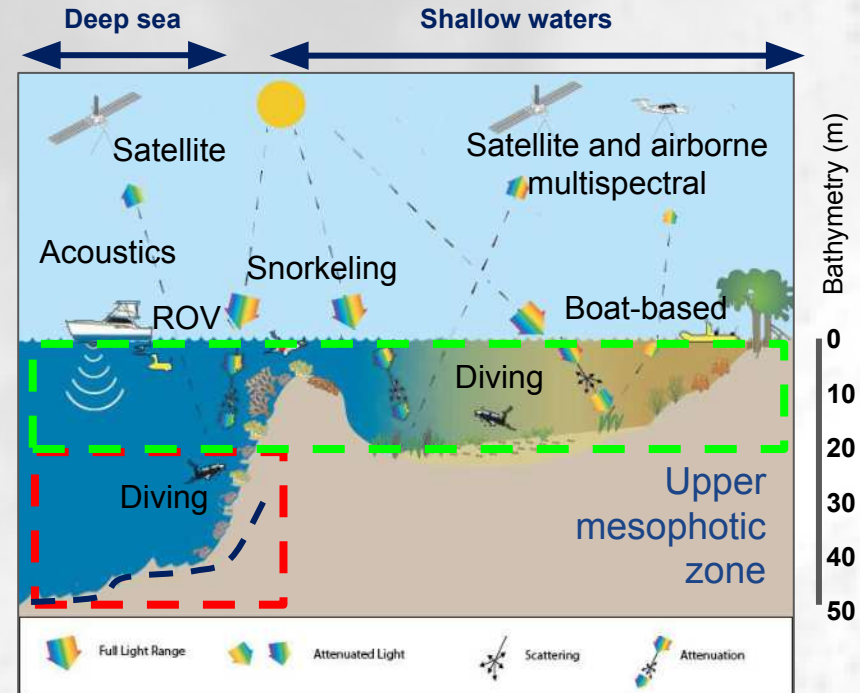 Deep sea
Shallow waters
Satellite
Satellite and airborne
multispectral
Acoustics
Snorkeling
ROV
Boat-based
Diving
Diving
Upper
mesophotic
zone
Bathymetry (m)
0
10
20
30
40
50
Full Light Range
Attenuated Light
Scattering
Attenuation